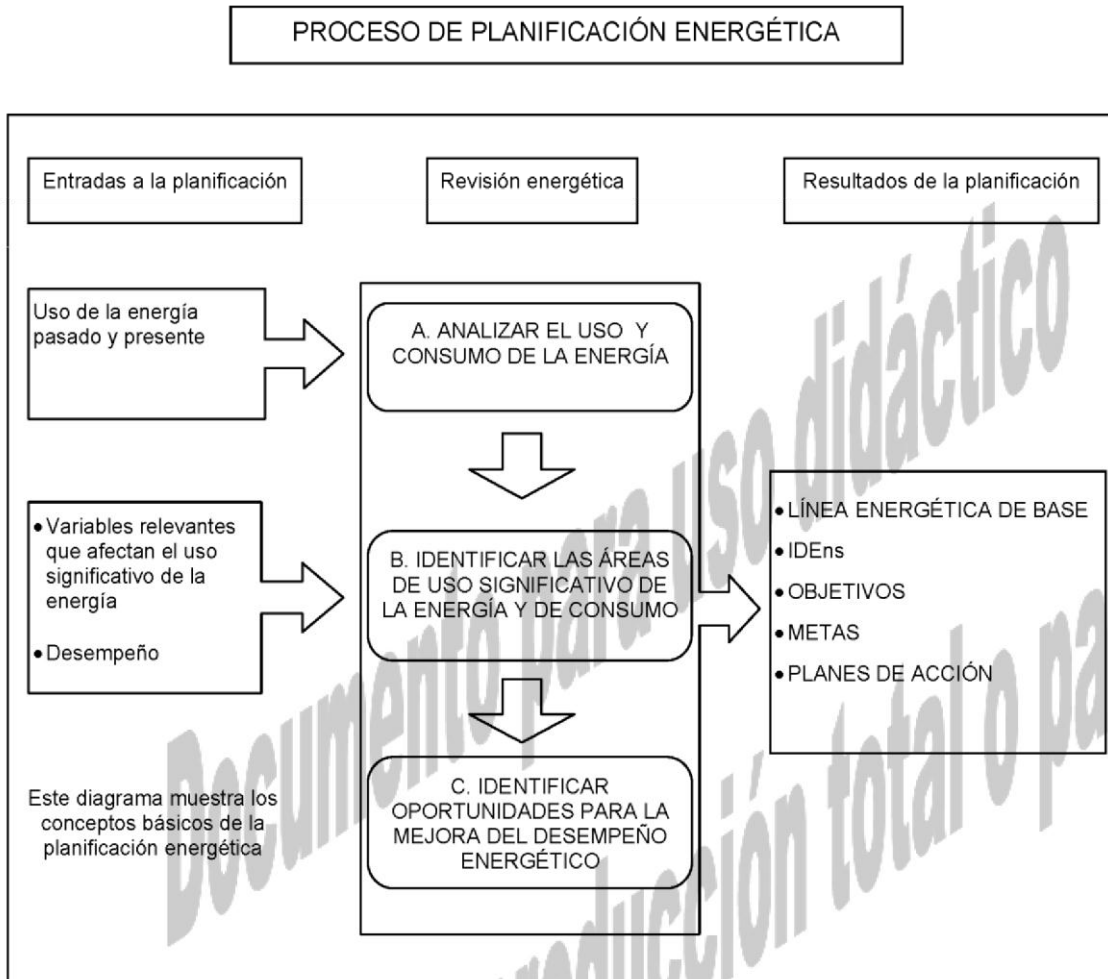 PROCESO DE PLANIFICACIÓN ENERGÉTICA
Entradas a la planificación
Revisión energética
Resultados de la planificación
Uso de la energía
pasado y presente
A. ANALIZAR EL USO Y
CONSUMO DE LA ENERGÍA
• Variables relevantes
que afectan el uso
significativo de la
energía
• Desempeño
B. IDENTIFICAR LAS ÁREAS
DE USO SIGNIFICATIVO DE
LA ENERGÍA Y DE CONSUMO
• LÍNEA ENERGÉTICA DE BASE
• IDEns
• OBJETIVOS
• METAS
• PLANES DE ACCIÓN
Este diagrama muestra los
conceptos básicos de la
planificación energética
C. IDENTIFICAR
OPORTUNIDADES PARA LA
MEJORA DEL DESEMPEÑO
ENERGÉTICO
Documento para uso didáctico
total o